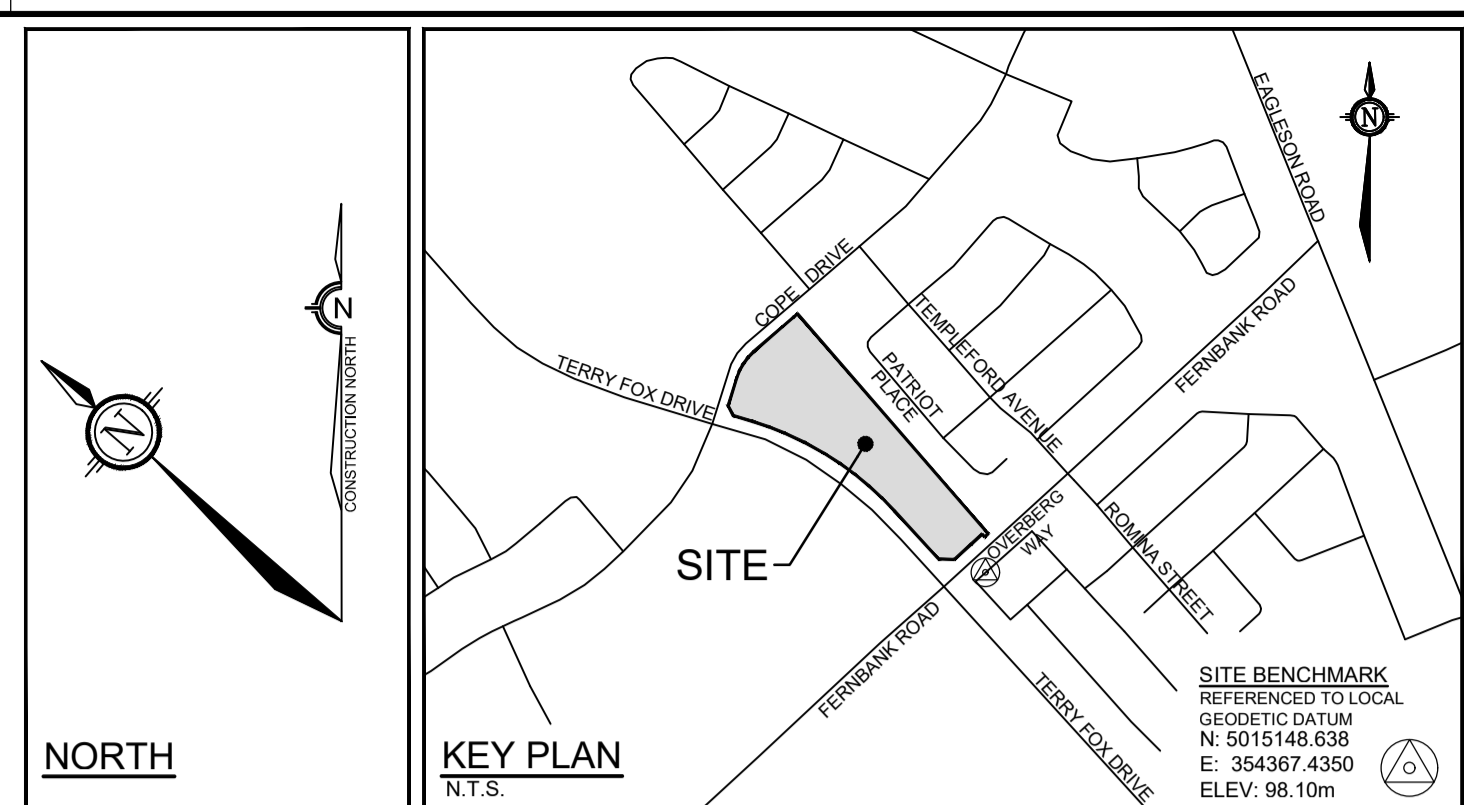 N
CONSTRUCTION NORTH
N
NORTH
N
EAGLESON ROAD
COPE DRIVE
TERRY FOX DRIVE
PATRIOT
PLACE
TEMPLEFORD AVENUE
FERNBANK ROAD
SITE
OVERBERG
WAY
ROMINA STREET
FERNBANK ROAD
TERRY FOX DRIVE
KEY PLAN
N.T.S.
SITE BENCHMARK
REFERENCED TO LOCAL
GEODETIC DATUM
N: 5015148.638
E: 354367.4350
ELEV: 98.10m